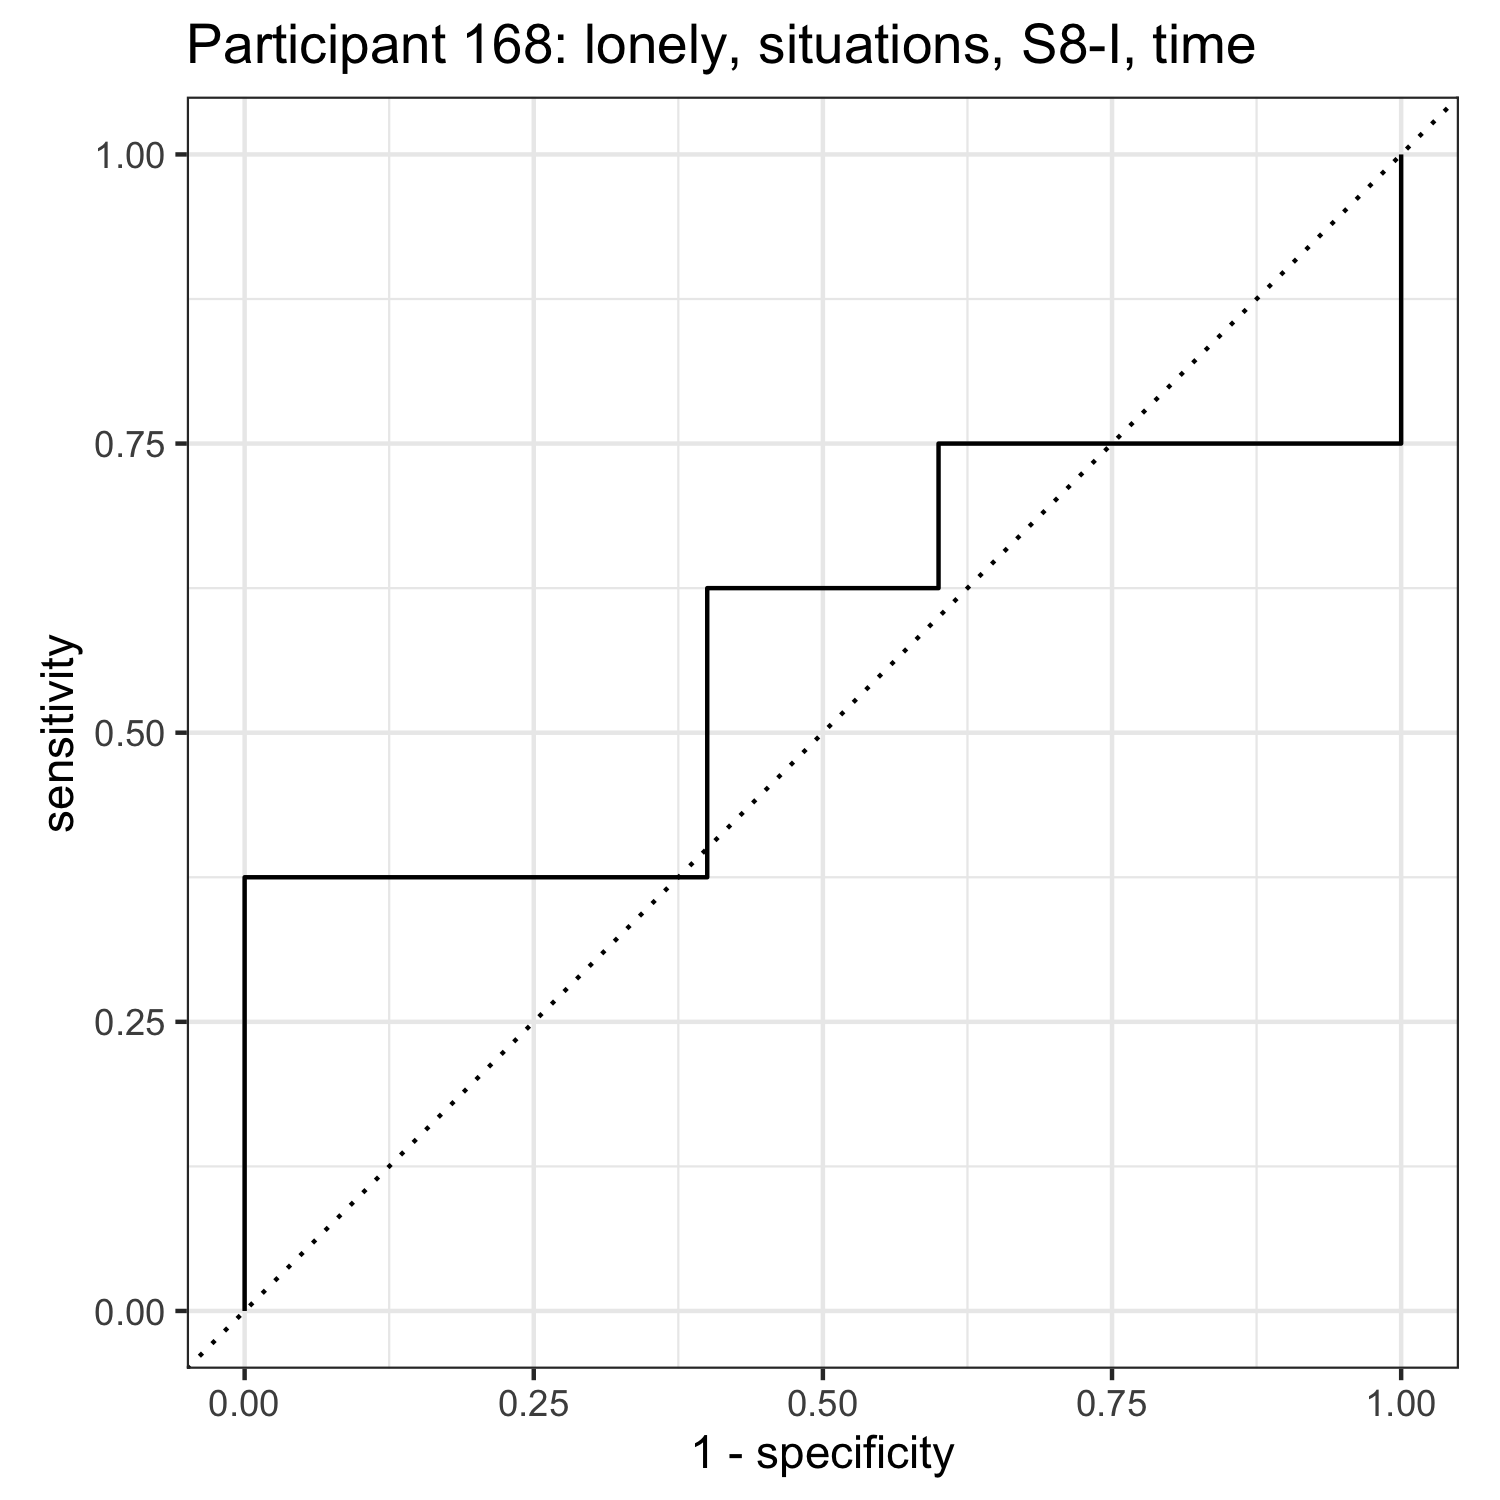 Participant 168: lonely, situations, S8-I, time
1.00
0.75
0.50
0.25
0.00
sensitivity
0.00 0.25 0.50 0.75 1.00
1 - specificity